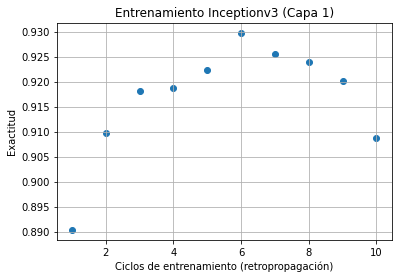 Entrenamiento Inceptionv3 (Capa 1)
0.930
0.925
0.920
0.915
0.910
0.905
0.900
0.895
0.890
Exactitud
2 4 6 8 10
Ciclos de entrenamiento (retropropagación)